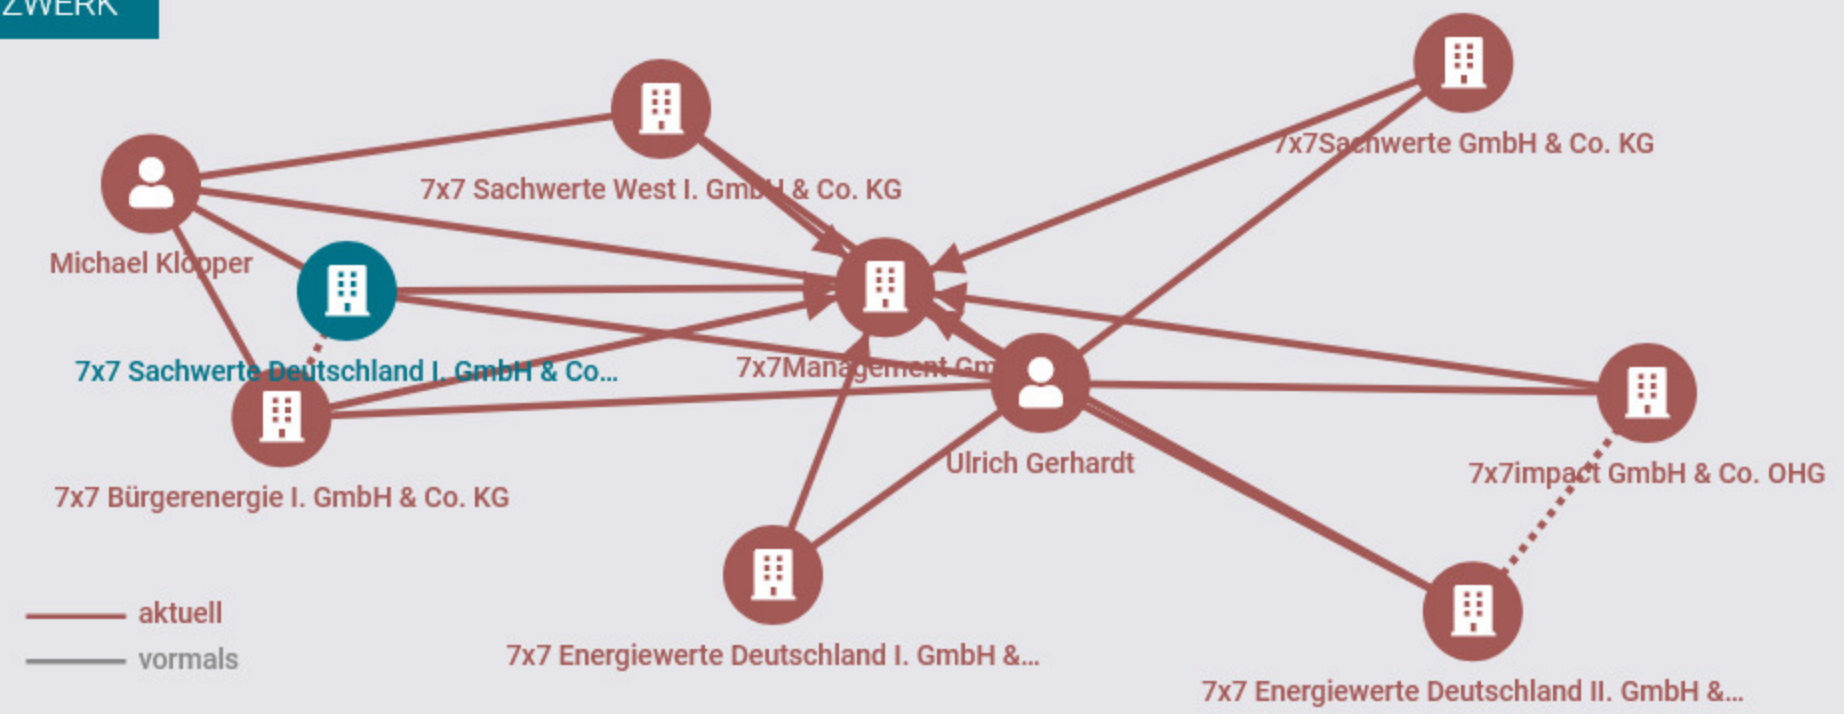 ZWERK
7x7Sachwerte GmbH & Co. KG
7x7 Sachwerte West I. GmbH & Co. KG
Michael Klöpper
7x7 Sachwerte Deutschland I. GmbH & Co...
7x7Management Gm
Ulrich Gerhardt
7x7impact GmbH & Co. OHG
7x7 Bürgerenergie I. GmbH & Co. KG
aktuell
vormals
7x7 Energiewerte Deutschland I. GmbH &...
7x7 Energiewerte Deutschland II. GmbH &...